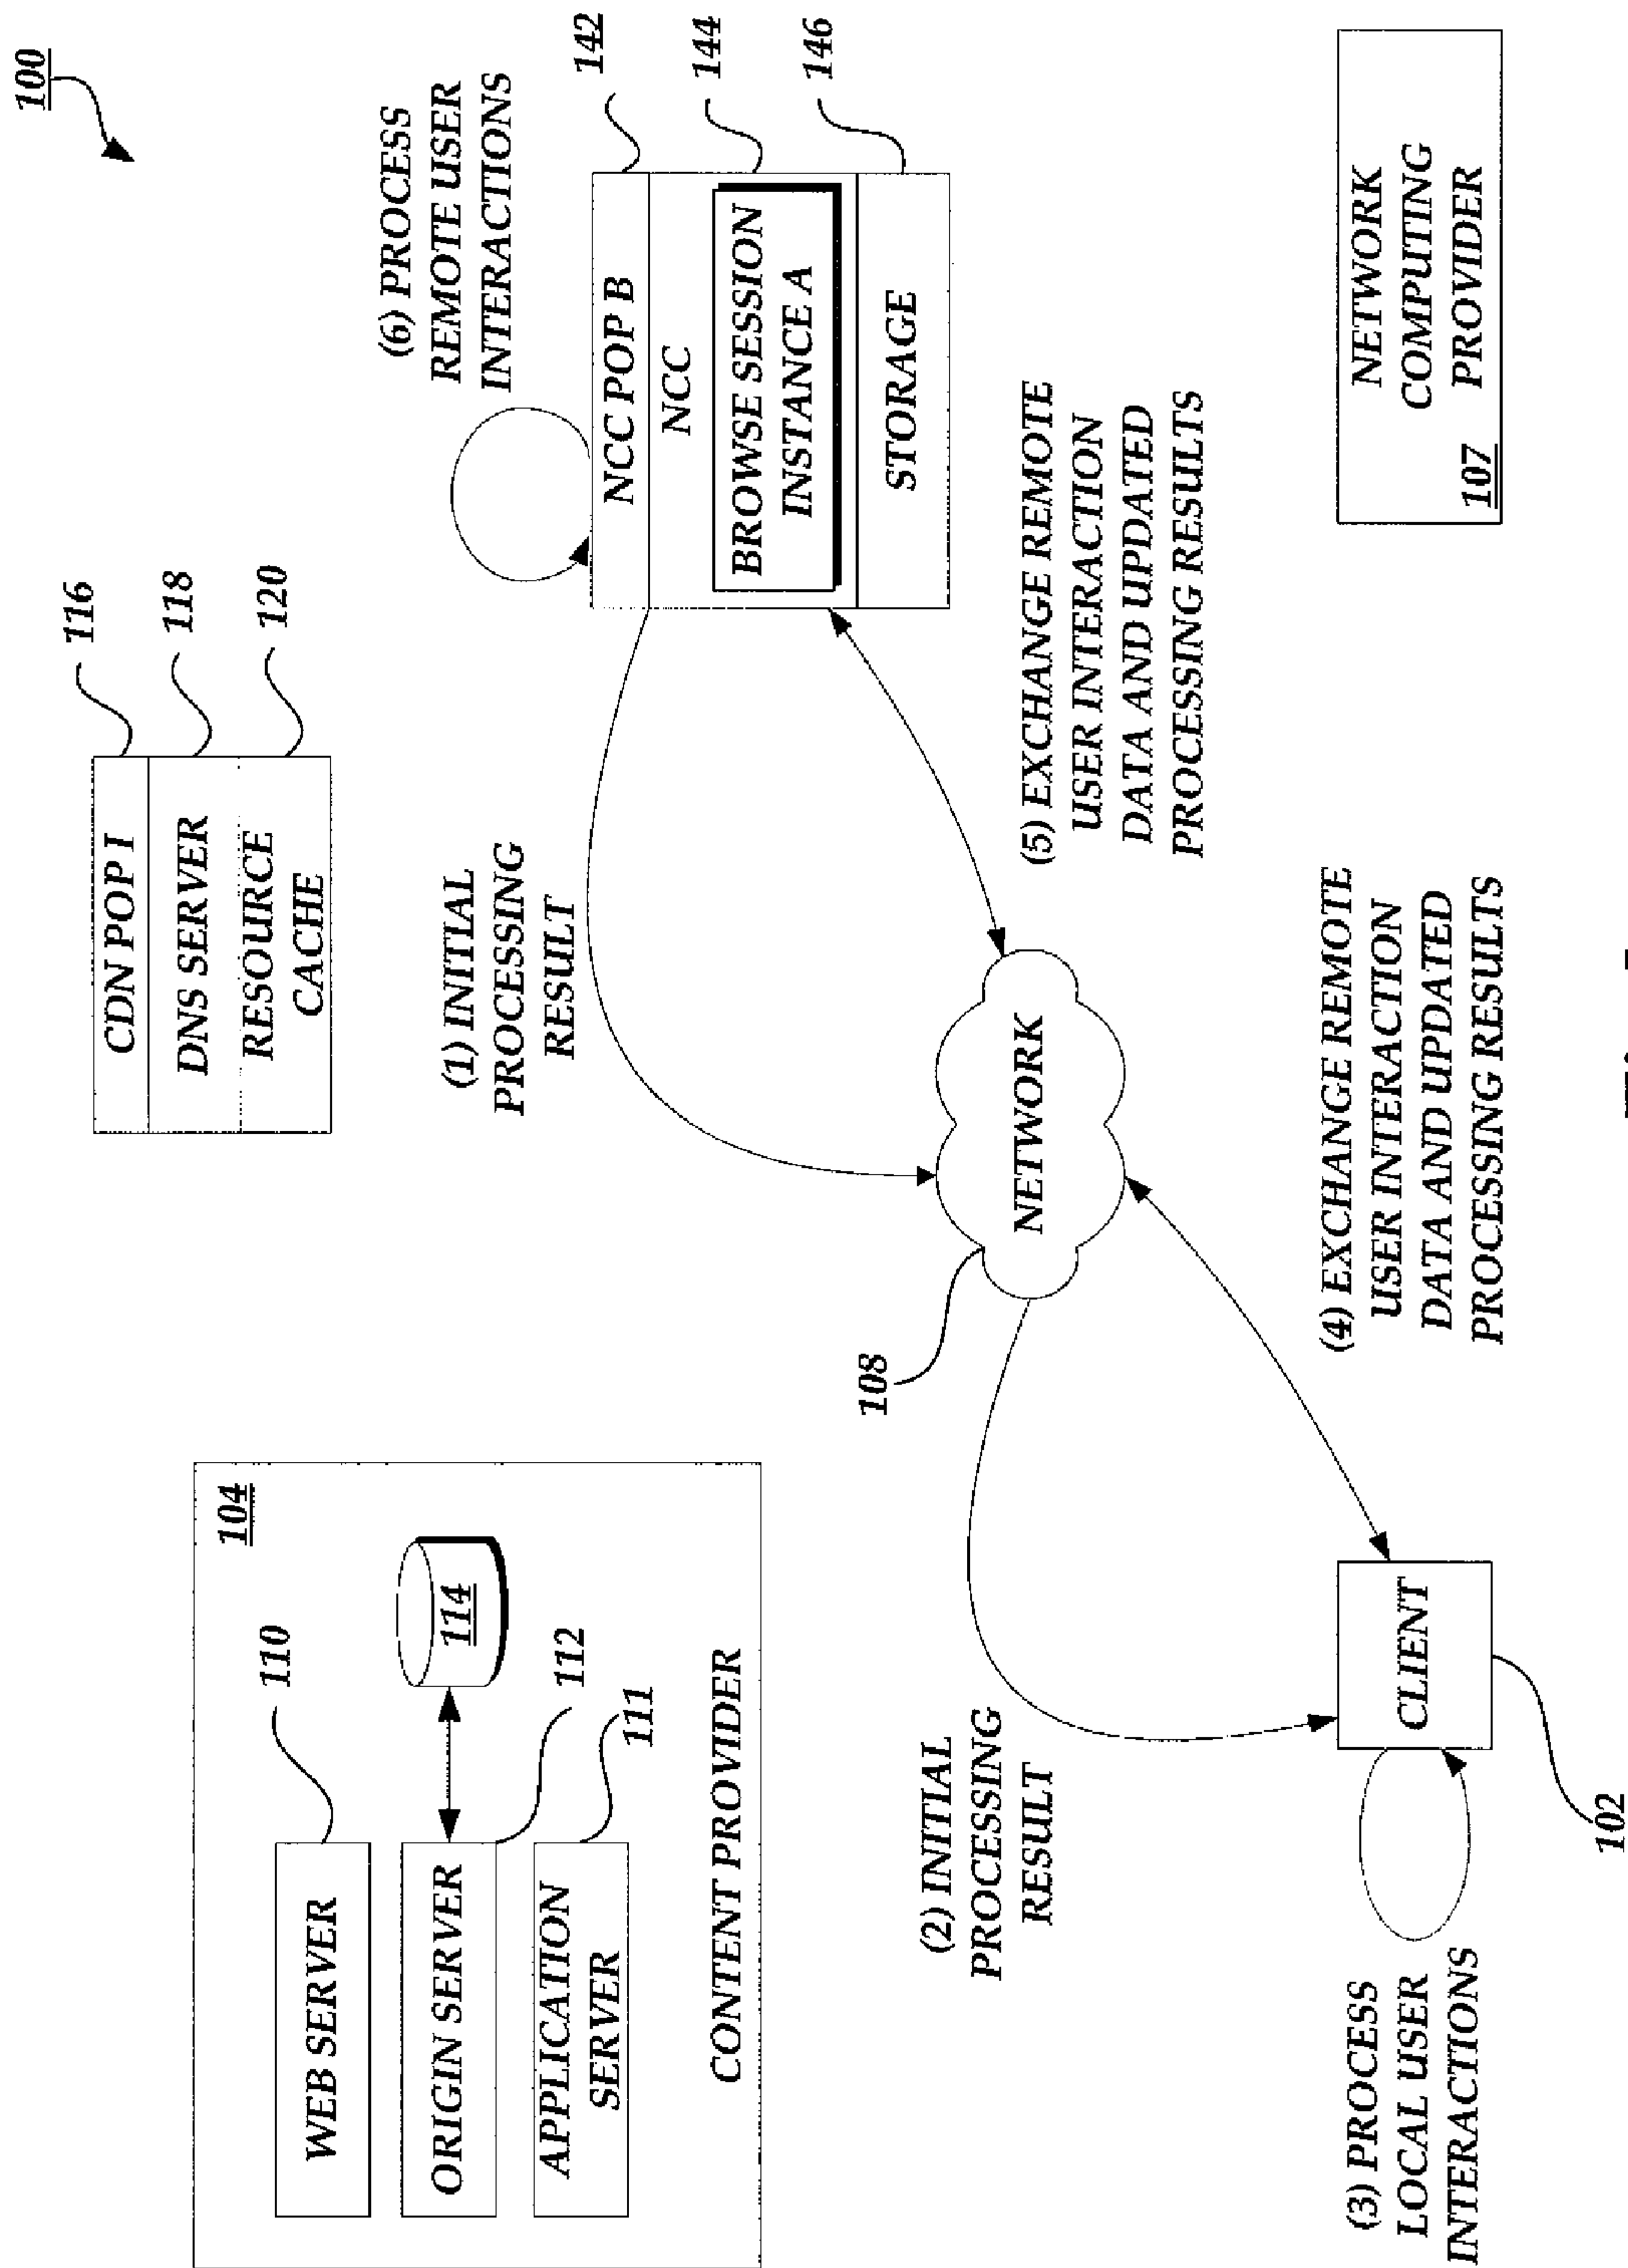 100
104
WEB SERVER
110
ORIGIN SERVER
114
112
APPLICATION
SERVER
111
CONTENT PROVIDER
CDN POP I
116
DNS SERVER
118
RESOURCE
CACHE
120
(6) PROCESS
REMOTE USER
INTERACTIONS
(1) INITIAL
PROCESSING
RESULT
NCC POP B
142
NCC
144
BROWSE SESSION
INSTANCE A
STORAGE
146
108
NETWORK
(2) INITIAL
PROCESSING
RESULT
(5) EXCHANGE REMOTE
USER INTERACTION
DATA AND UPDATED
PROCESSING RESULTS
(3) PROCESS
LOCAL USER
INTERACTIONS
CLIENT
102
(4) EXCHANGE REMOTE
USER INTERACTION
DATA AND UPDATED
PROCESSING RESULTS
NETWORK
COMPUTING
PROVIDER
107